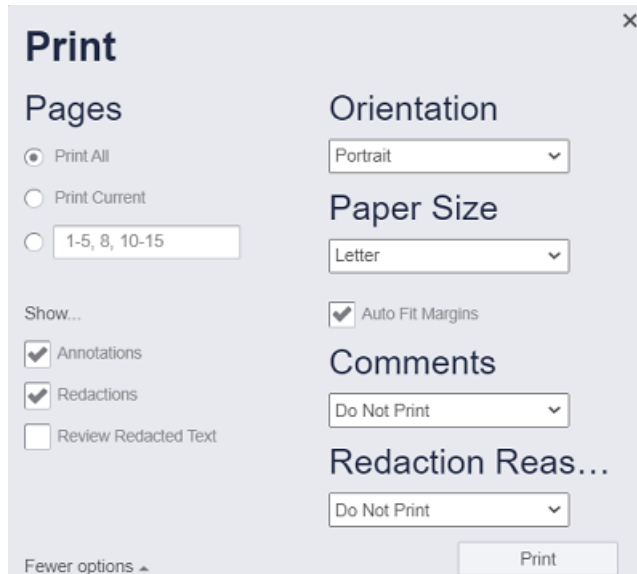 Print
Pages
Print All
Print Current
1-5, 8, 10-15
Show...
Annotations
Redactions
Review Redacted Text
Fewer options
Orientation
Portrait
Paper Size
Letter
Auto Fit Margins
Comments
Do Not Print
Redaction Reas...
Do Not Print
Print